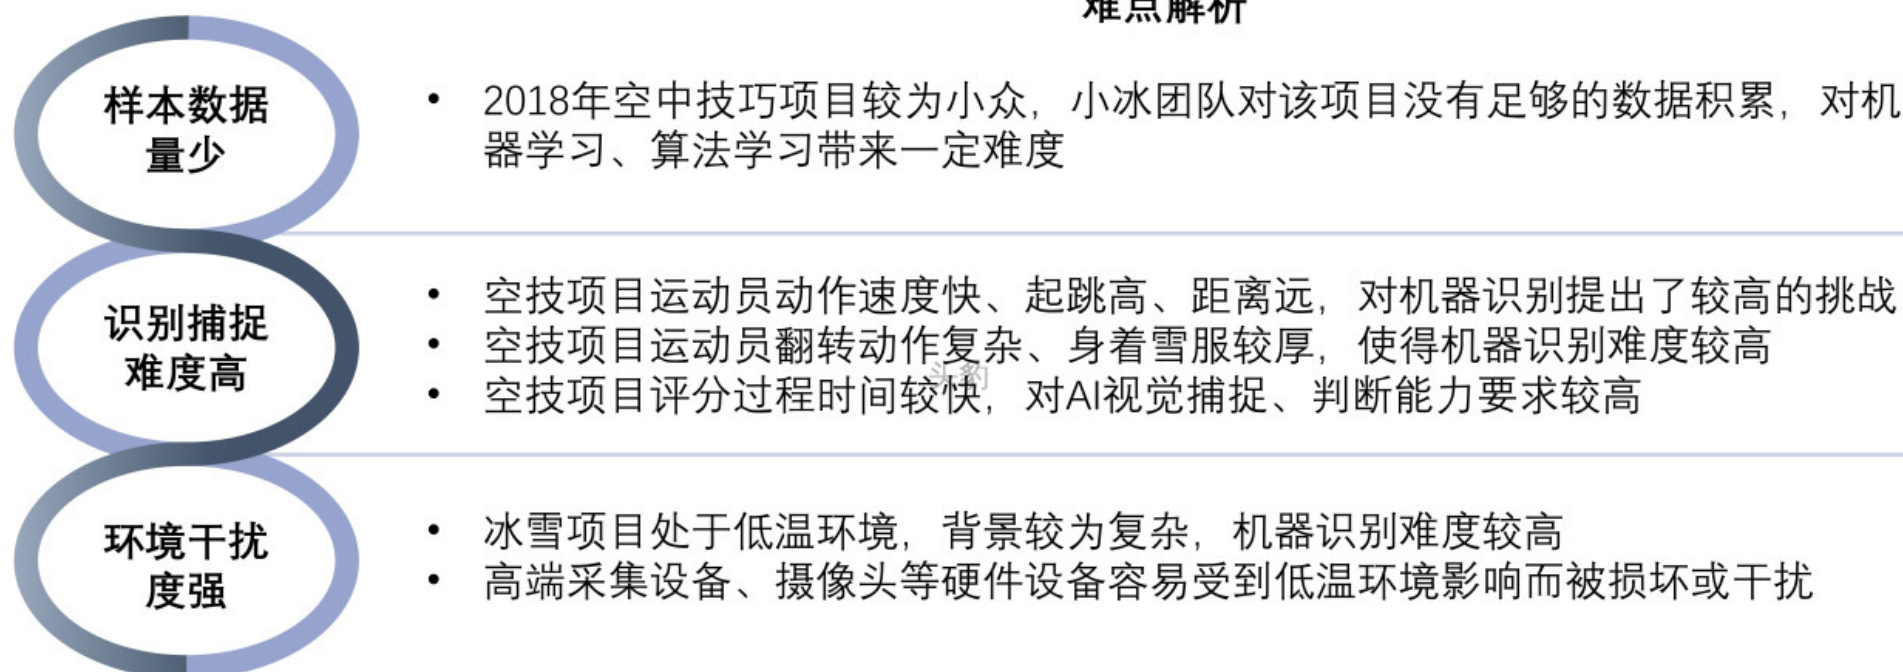 难点解析
样本数据
量少
• 2018年空中技巧项目较为小众，小冰团队对该项目没有足够的数据积累，对机
器学习、算法学习带来一定难度
识别捕捉
难度高
• 空技项目运动员动作速度快、起跳高、距离远，对机器识别提出了较高的挑战
• 空技项目运动员翻转动作复杂、身着雪服较厚，使得机器识别难度较高
头豹
• 空技项目评分过程时间较快，对AI视觉捕捉、判断能力要求较高
环境干扰
度强
• 冰雪项目处于低温环境，背景较为复杂，机器识别难度较高
• 高端采集设备、摄像头等硬件设备容易受到低温环境影响而被损坏或干扰